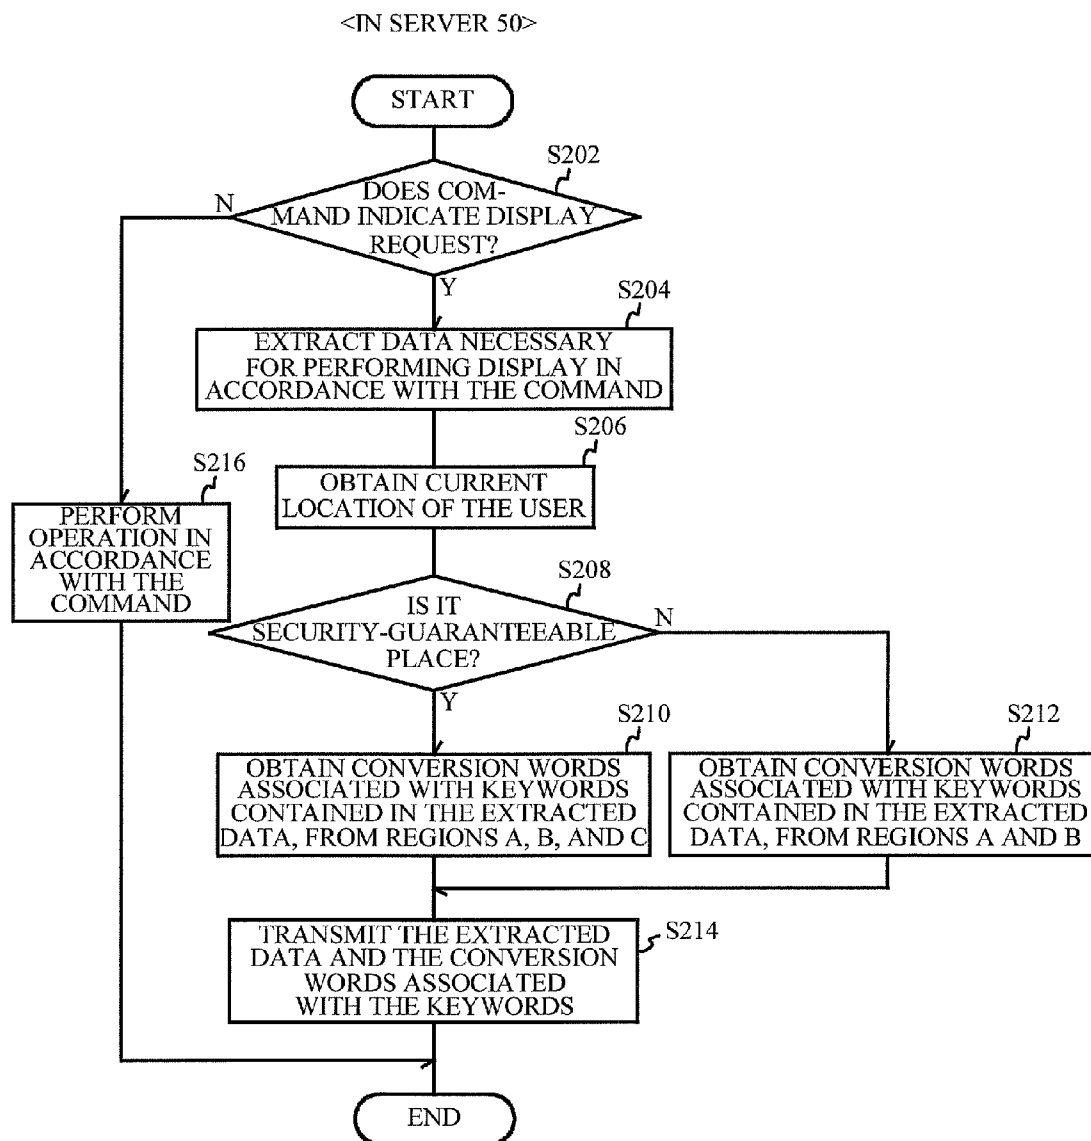 <IN SERVER 50>
START
S202
DOES COM-
MAND INDICATE DISPLAY
REQUEST?
N
Y
S204
EXTRACT DATA NECESSARY
FOR PERFORMING DISPLAY IN
ACCORDANCE WITH THE COMMAND
S206
OBTAIN CURRENT
LOCATION OF THE USER
S216
PERFORM
OPERATION IN
ACCORDANCE
WITH THE
COMMAND
S208
IS IT
SECURITY-GUARANTEEABLE
PLACE?
N
Y
S210
OBTAIN CONVERSION WORDS
ASSOCIATED WITH KEYWORDS
CONTAINED IN THE EXTRACTED
DATA, FROM REGIONS A, B, AND C
S212
OBTAIN CONVERSION WORDS
ASSOCIATED WITH KEYWORDS
CONTAINED IN THE EXTRACTED
DATA, FROM REGIONS A AND B
S214
TRANSMIT THE EXTRACTED
DATA AND THE CONVERSION
WORDS ASSOCIATED
WITH THE KEYWORDS
END